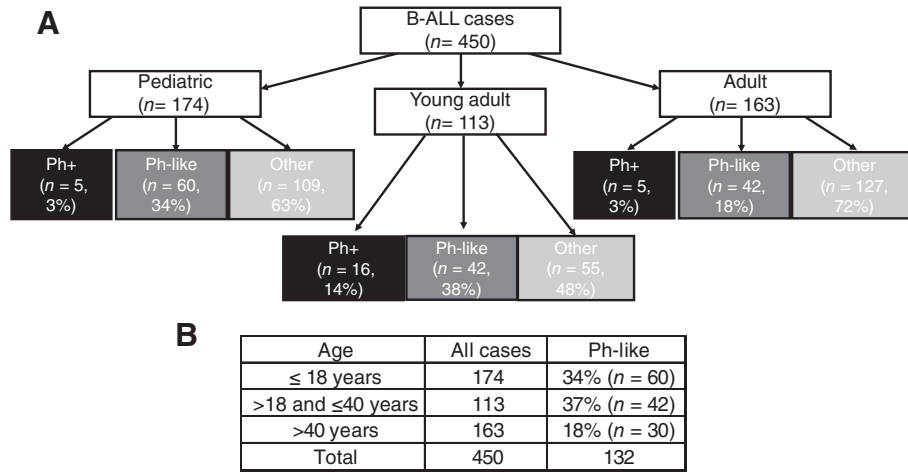 A
B-ALL cases
(n= 450)
Pediatric
(n= 174)
Young adult
(n= 113)
Adult
(n= 163)
Ph+
(n = 5,
3%)
Ph-like
(n = 60,
34%)
Other
(n = 109,
63%)
Ph+
(n = 5,
3%)
Ph-like
(n = 42,
18%)
Other
(n = 127,
72%)
Ph+
(n = 16,
14%)
Ph-like
(n = 42,
38%)
Other
(n = 55,
48%)
B
Age All cases Ph-like
≤ 18 years 174 34% (n = 60)
>18 and ≤40 years 113 37% (n = 42)
>40 years 163 18% (n = 30)
Total 450 132